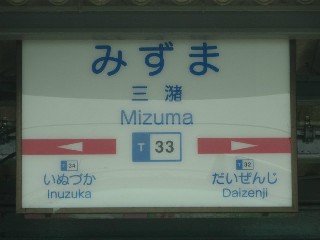 みずま
三潴
Mizuma
T 33
T 34
いぬづか
Inuzuka
T 32
だいぜんじ
Daizenji